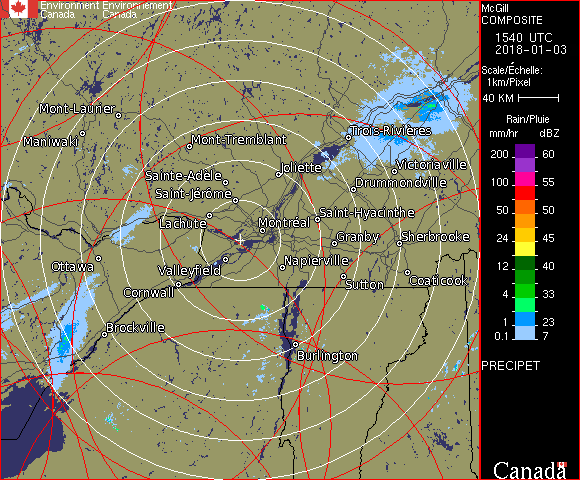 Environment Environnement
Canada Canada
McGill
COMPOSITE
1540 UTC
2018-01-03
Scale/Échelle:
1km/Pixel
40 KM
Rain/Pluie
mm/hr dBZ
200 60
100 55
50 50
24 45
12 40
4 33
1 23
0.1 7
PRECIPET
Canada
Mont-Laurier
Maniwaki
Mont-Tremblant
Trois-Rivières
Victoriaville
Joliette
Sainte-Adèle
Drummondville
Saint-Jérôme
Saint-Hyacinthe
Lachute
Montréal
Granby
Sherbrooke
Ottawa
Valleyfield
Napierville
Coaticook
Cornwall
Sutton
Brockville
Burlington